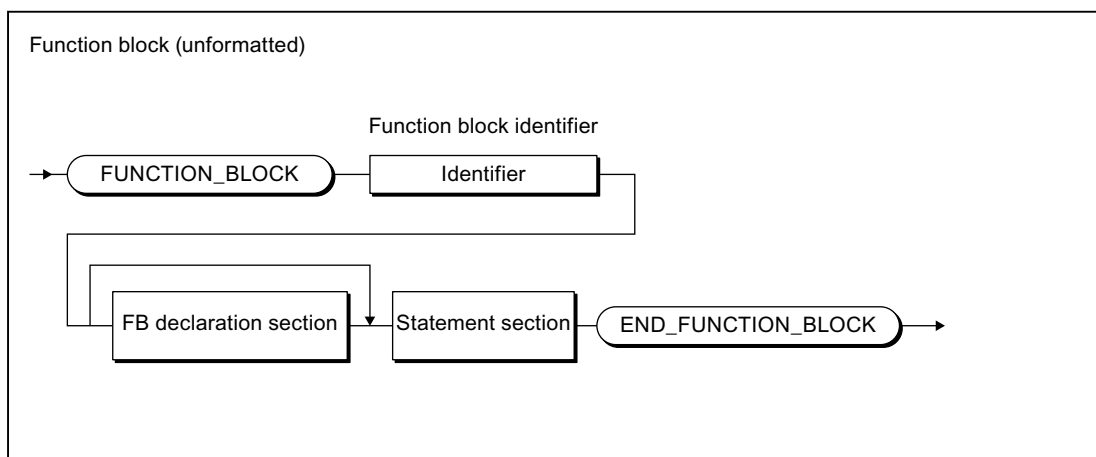 Function block (unformatted)
Function block identifier
FUNCTION_BLOCK
Identifier
FB declaration section
Statement section
END_FUNCTION_BLOCK